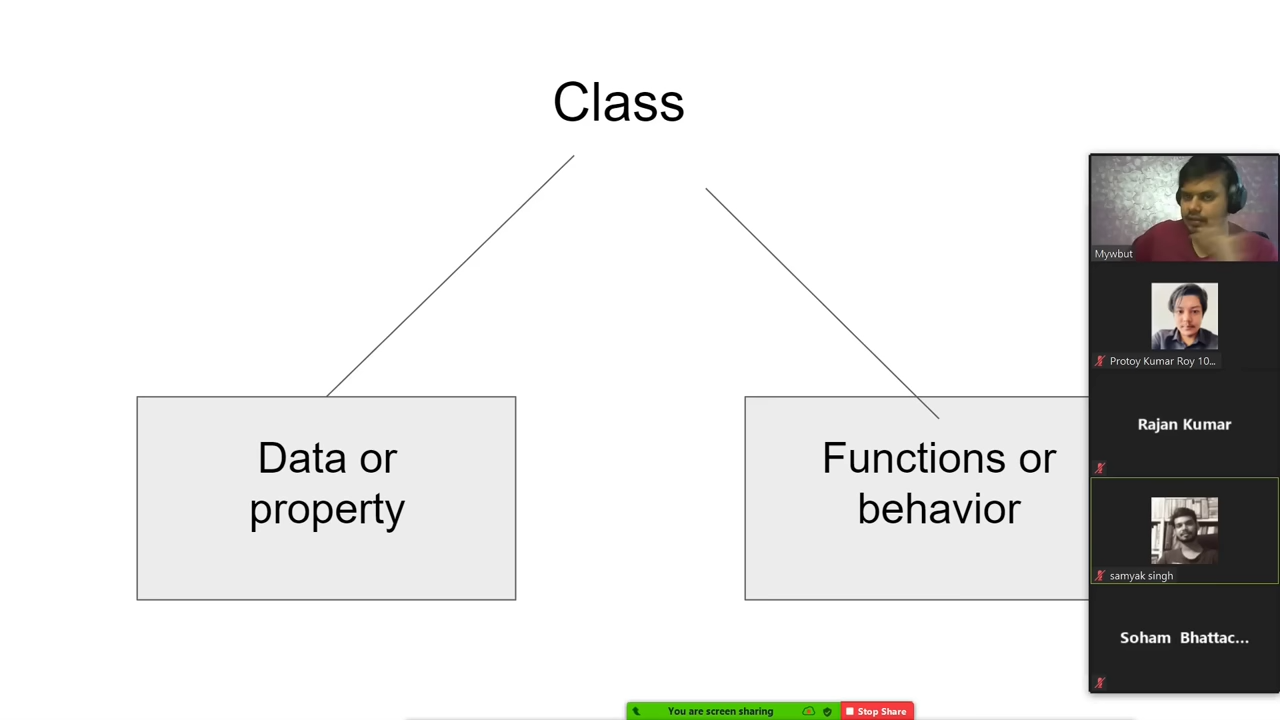 Class
Data or
property
Functions or
behavior
Mywbut
Protoy Kumar Roy 10...
Rajan Kumar
samyak singh
Soham Bhattac...
You are screen sharing
Stop Share